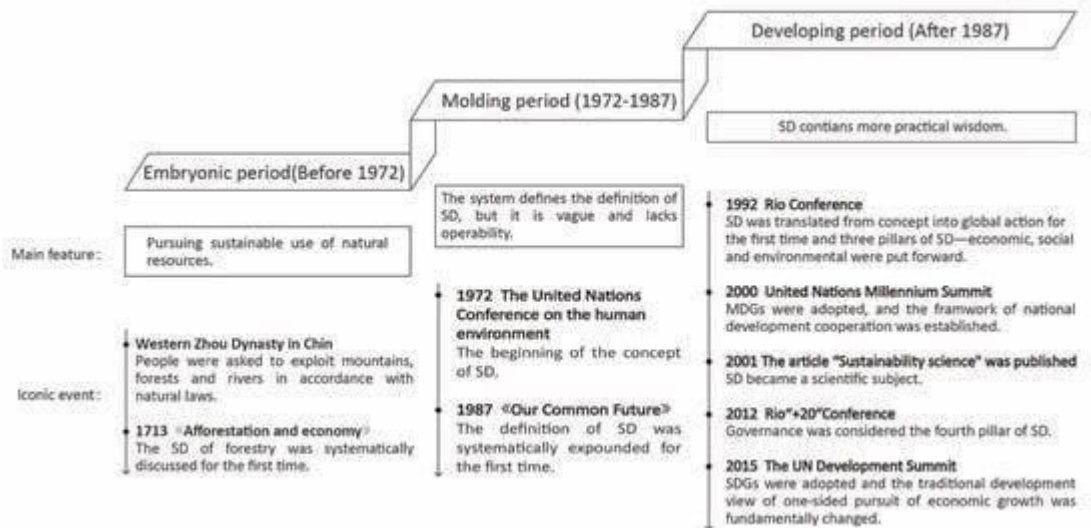 Developing period (After 1987)
Molding period (1972-1987)
SD contians more practical wisdom.
Embryonic period(Before 1972)
The system defines the definition of
SD, but it is vague and lacks
operability.
Main feature:
Pursuing sustainable use of natural
resources.
Iconic event:
Western Zhou Dynasty in Chin
People were asked to exploit mountains,
forests and rivers in accordance with
natural laws.
1713 《Afforestation and economy》
The SD of forestry was systematically
discussed for the first time.
1972 The United Nations
Conference on the human
environment
The beginning of the concept
of SD.
1987 《Our Common Future》
The definition of SD was
systematically expounded for
the first time.
1992 Rio Conference
SD was translated from concept into global action for
the first time and three pillars of SD—economic, social
and environmental were put forward.
2000 United Nations Millennium Summit
MDGs were adopted, and the framwork of national
development cooperation was established.
2001 The article "Sustainability science" was published
SD became a scientific subject.
2012 Rio"+20"Conference
Governance was considered the fourth pillar of SD.
2015 The UN Development Summit
SDGs were adopted and the traditional development
view of one-sided pursuit of economic growth was
fundamentally changed.